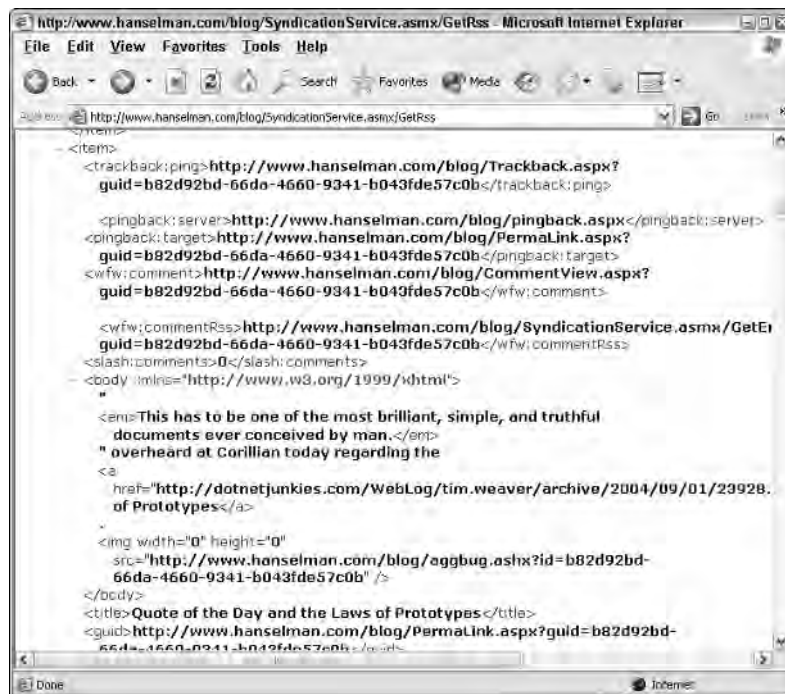 http://www.hanselman.com/blog/SyndicationService.asmx/GetRss - Microsoft Internet Explorer
File Edit View Favorites Tools Help
Back Search Favorites Media
Address http://www.hanselman.com/blog/SyndicationService.asmx/GetRss Go
</item>
- <item>
<trackback:ping>http://www.hanselman.com/blog/Trackback.aspx?
guid=b82d92bd-66da-4660-9341-b043fde57c0b</trackback:ping>
<pingback:server>http://www.hanselman.com/blog/pingback.aspx</pingback:server>
<pingback:target>http://www.hanselman.com/blog/PermaLink.aspx?
guid=b82d92bd-66da-4660-9341-b043fde57c0b</pingback:target>
<wfw:comment>http://www.hanselman.com/blog/CommentView.aspx?
guid=b82d92bd-66da-4660-9341-b043fde57c0b</wfw:comment>
<wfw:commentRss>http://www.hanselman.com/blog/SyndicationService.asmx/GetEn
guid=b82d92bd-66da-4660-9341-b043fde57c0b</wfw:commentRss>
<slash:comments>0</slash:comments>
- <body xmlns="http://www.w3.org/1999/xhtml">
"
<em>This has to be one of the most brilliant, simple, and truthful
documents ever conceived by man.</em>
" overheard at Corillian today regarding the
<a
href="http://dotnetjunkies.com/WebLog/tim.weaver/archive/2004/09/01/23928.
of Prototypes</a>
.
<img width="0" height="0"
src="http://www.hanselman.com/blog/aggbug.ashx?id=b82d92bd-
66da-4660-9341-b043fde57c0b" />
</body>
<title>Quote of the Day and the Laws of Prototypes</title>
<guid>http://www.hanselman.com/blog/PermaLink.aspx?guid=b82d92bd-
66da-4660-9341-b043fde57c0b</guid>
Done Internet